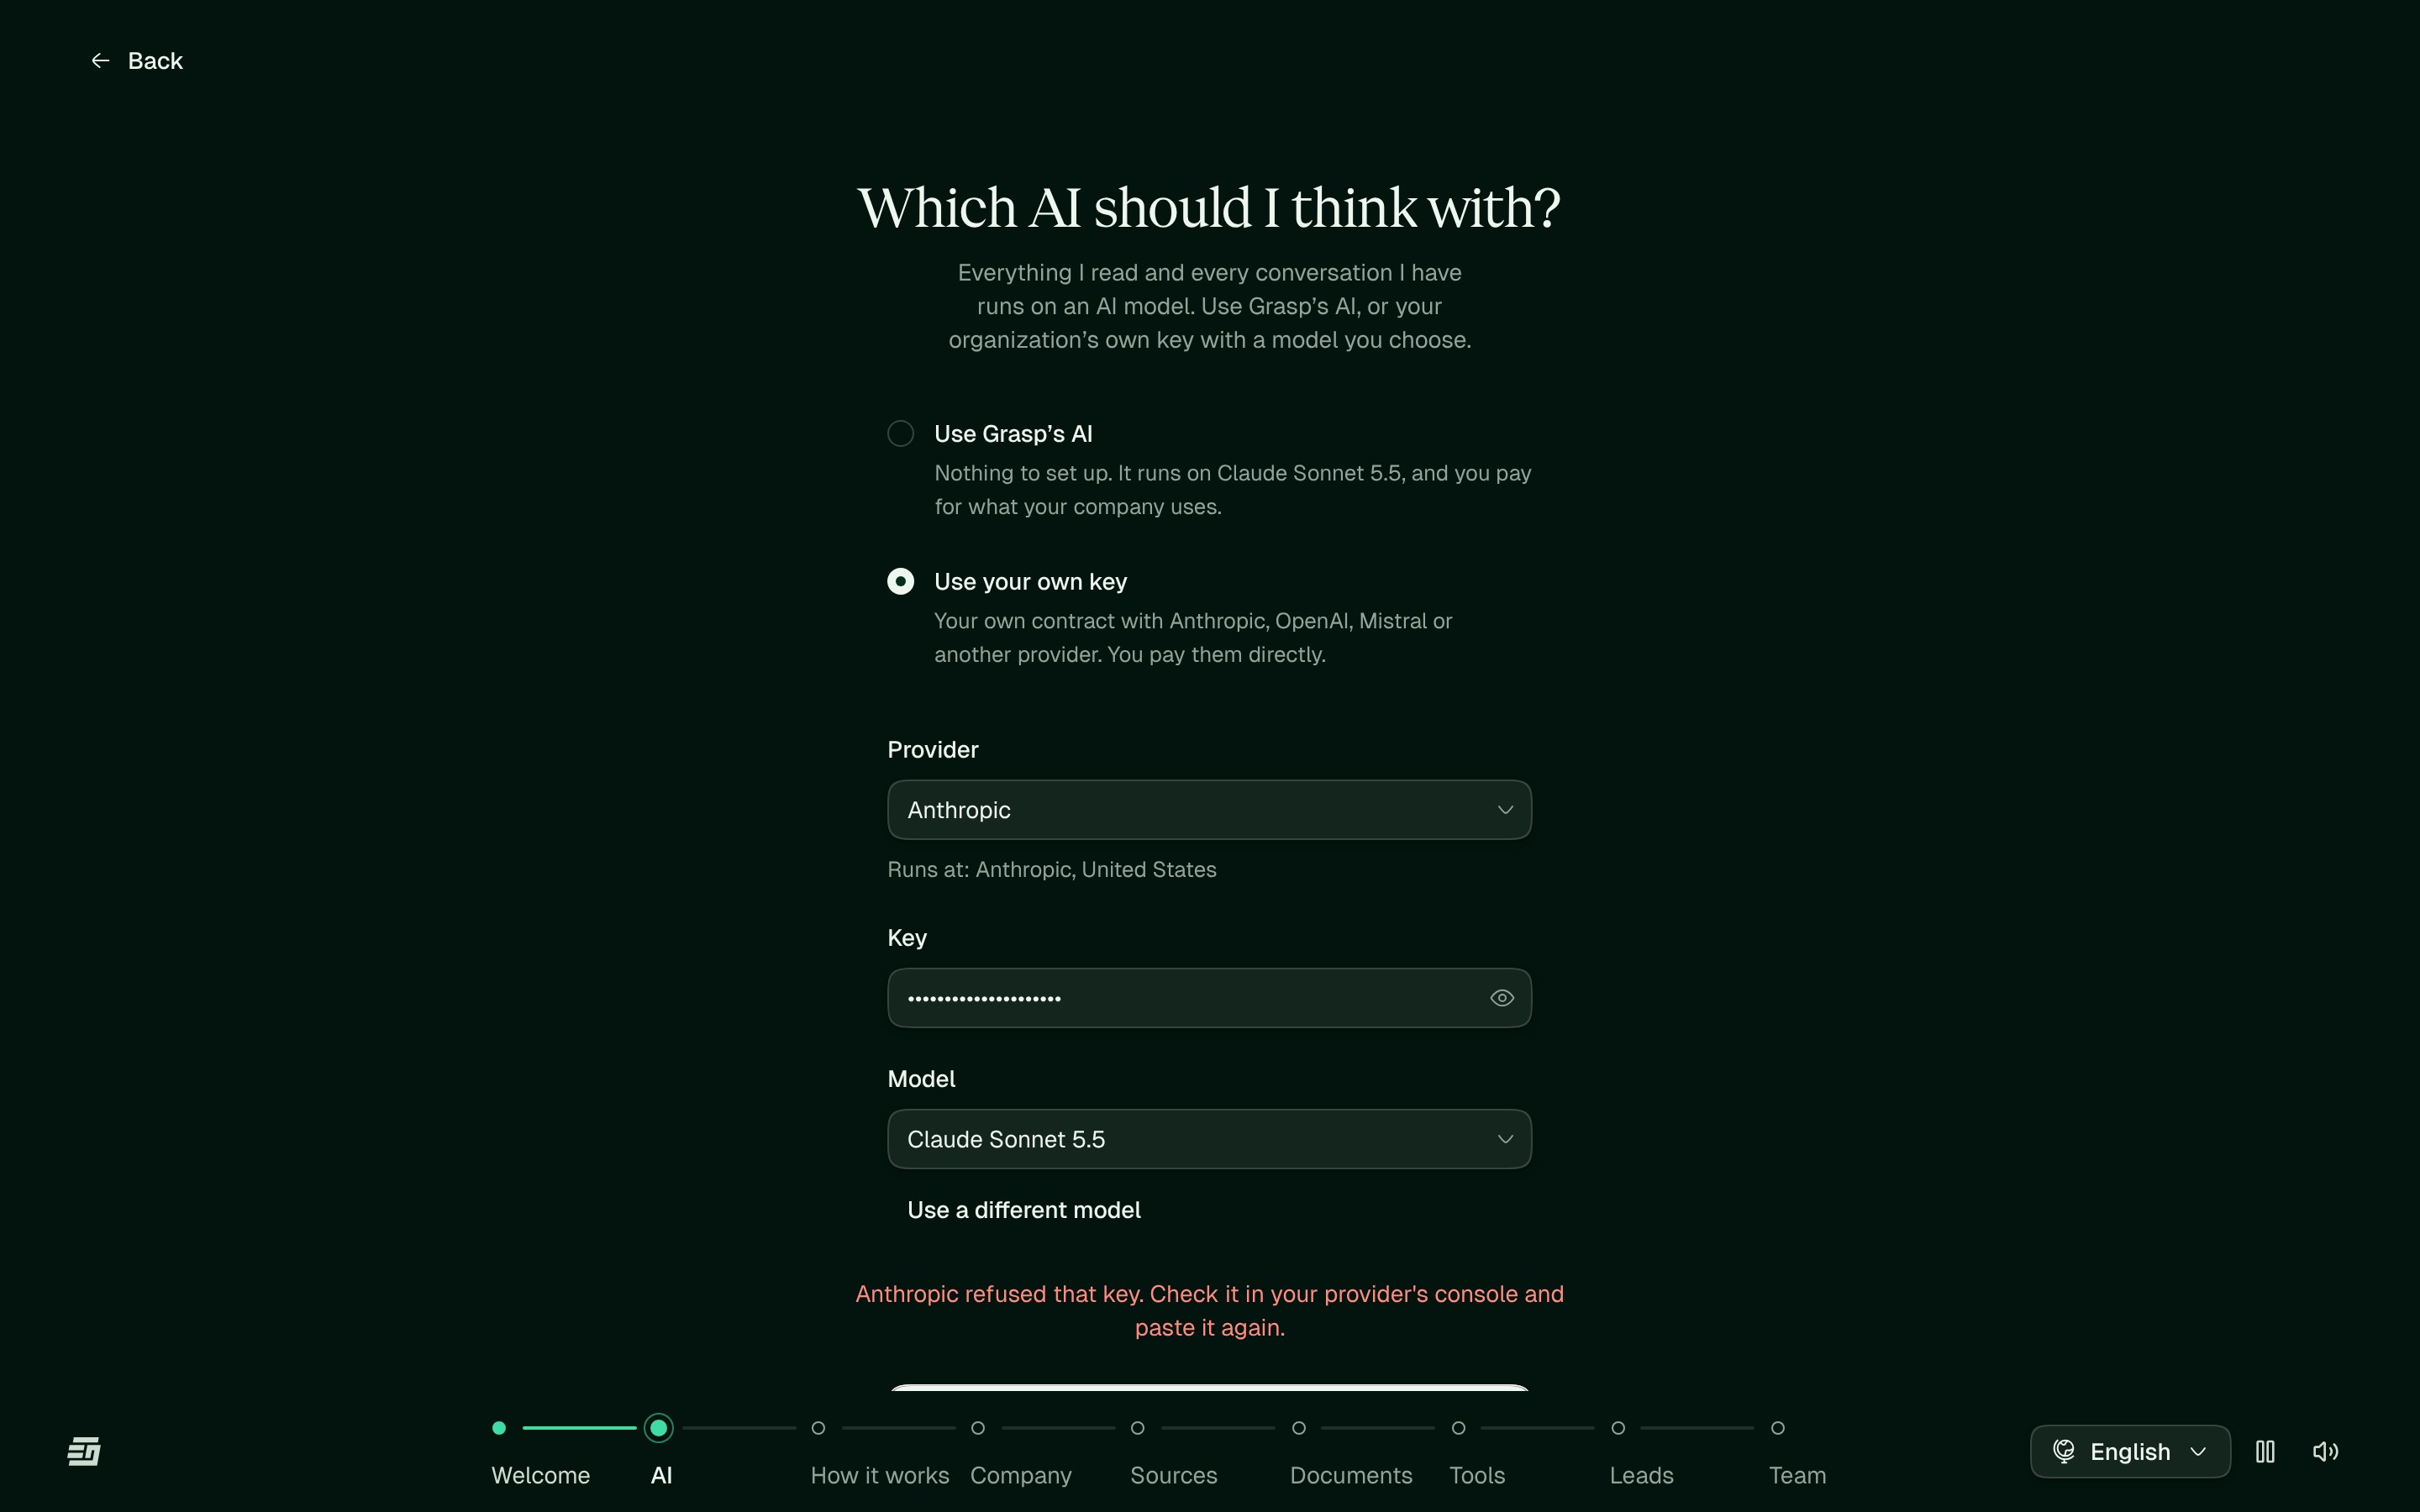 Back
Which AI should I think with?
Everything I read and every conversation I have
runs on an AI model. Use Grasp’s AI, or your
organization’s own key with a model you choose.
Use Grasp’s AI
Nothing to set up. It runs on Claude Sonnet 5.5, and you pay
for what your company uses.
Use your own key
Your own contract with Anthropic, OpenAI, Mistral or
another provider. You pay them directly.
Provider
Anthropic
Runs at: Anthropic, United States
Key
•••••••••••••••••••••
Model
Claude Sonnet 5.5
Use a different model
Anthropic refused that key. Check it in your provider's console and
paste it again.
Welcome
AI
How it works
Company
Sources
Documents
Tools
Leads
Team
English